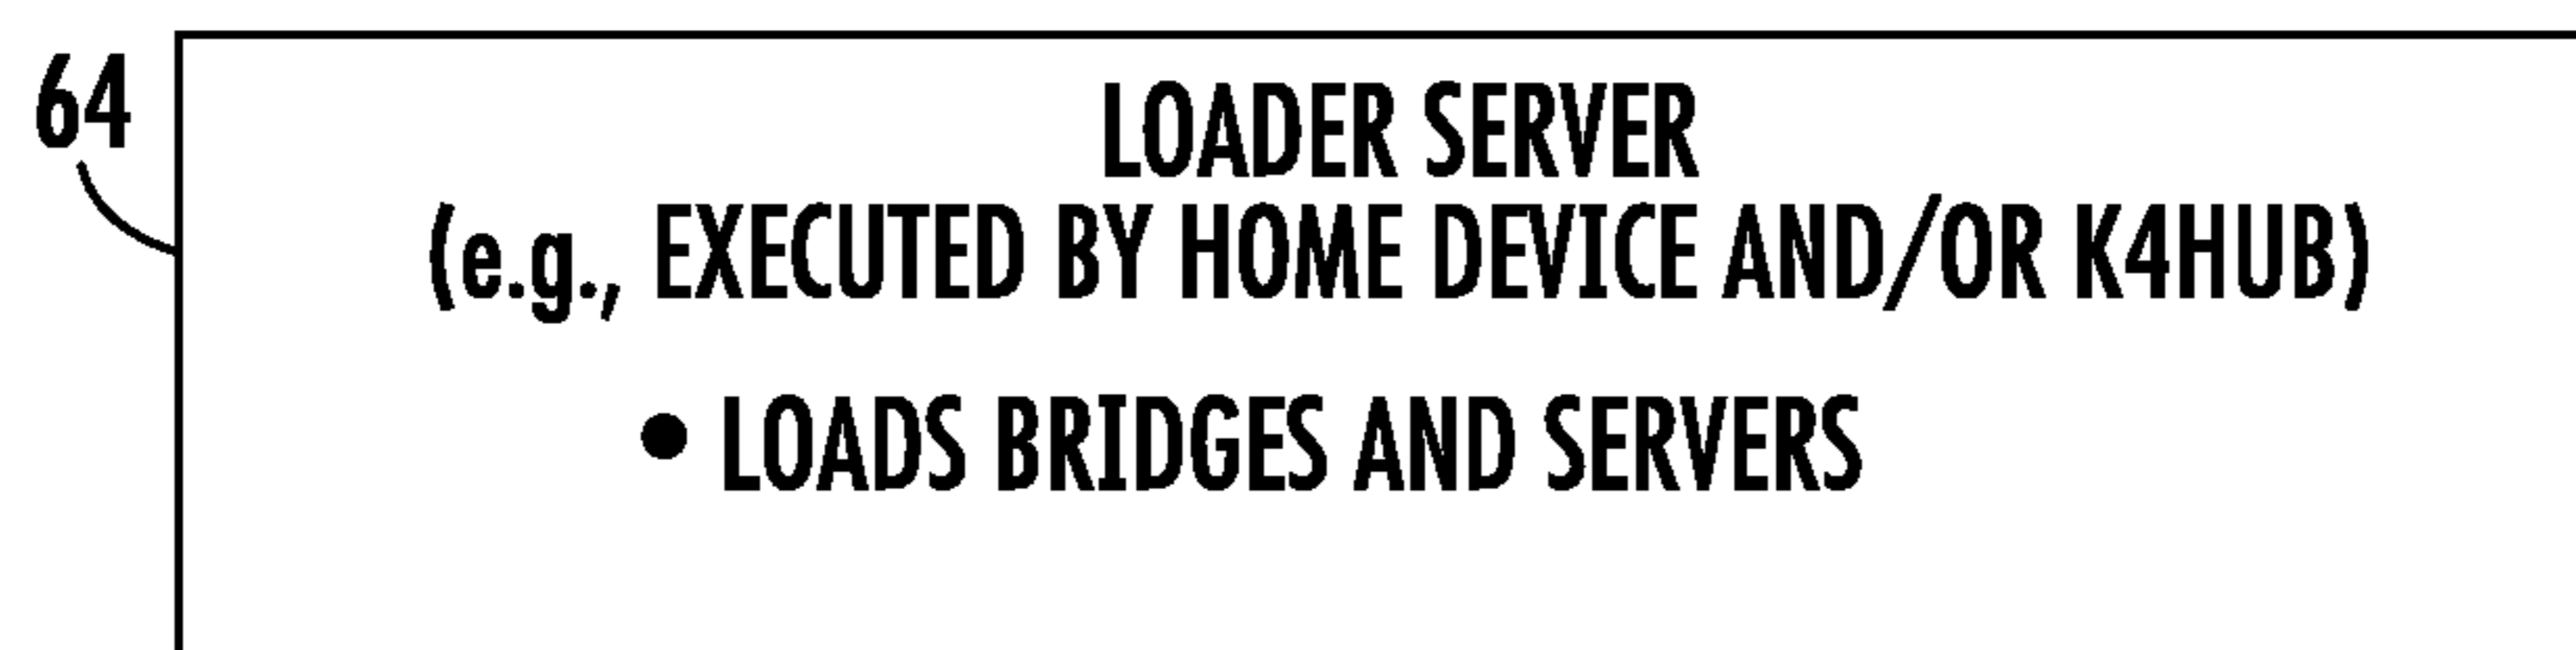 64
LOADER SERVER
(e.g., EXECUTED BY HOME DEVICE AND/OR K4HUB)
● LOADS BRIDGES AND SERVERS